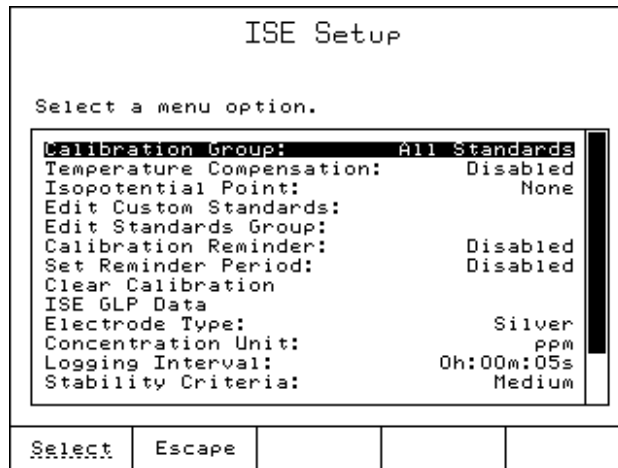 ISE Setup
Select a menu option.
Calibration Group: All Standards
Temperature Compensation: Disabled
Isopotential Point: None
Edit Custom Standards:
Edit Standards Group:
Calibration Reminder: Disabled
Set Reminder Period: Disabled
Clear Calibration
ISE GLP Data
Electrode Type: Silver
Concentration Unit: ppm
Logging Interval: 0h:00m:05s
Stability Criteria: Medium
Select Escape